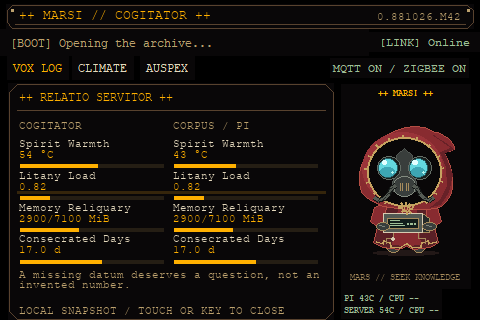 ++ MARSI // COGITATOR ++
0.881026.M42
[BOOT] Opening the archive...
[LINK] Online
VOX LOG
CLIMATE
AUSPEX
MQTT ON / ZIGBEE ON
++ RELATIO SERVITOR ++
COGITATOR
Spirit Warmth
54 °C
Litany Load
0.82
Memory Reliquary
2900/7100 MiB
Consecrated Days
17.0 d
CORPUS / PI
Spirit Warmth
43 °C
Litany Load
0.82
Memory Reliquary
2900/7100 MiB
Consecrated Days
17.0 d
A missing datum deserves a question, not an
invented number.
LOCAL SNAPSHOT / TOUCH OR KEY TO CLOSE
++ MARSI ++
MARS // SEEK KNOWLEDGE
PI 43C / CPU --
SERVER 54C / CPU --